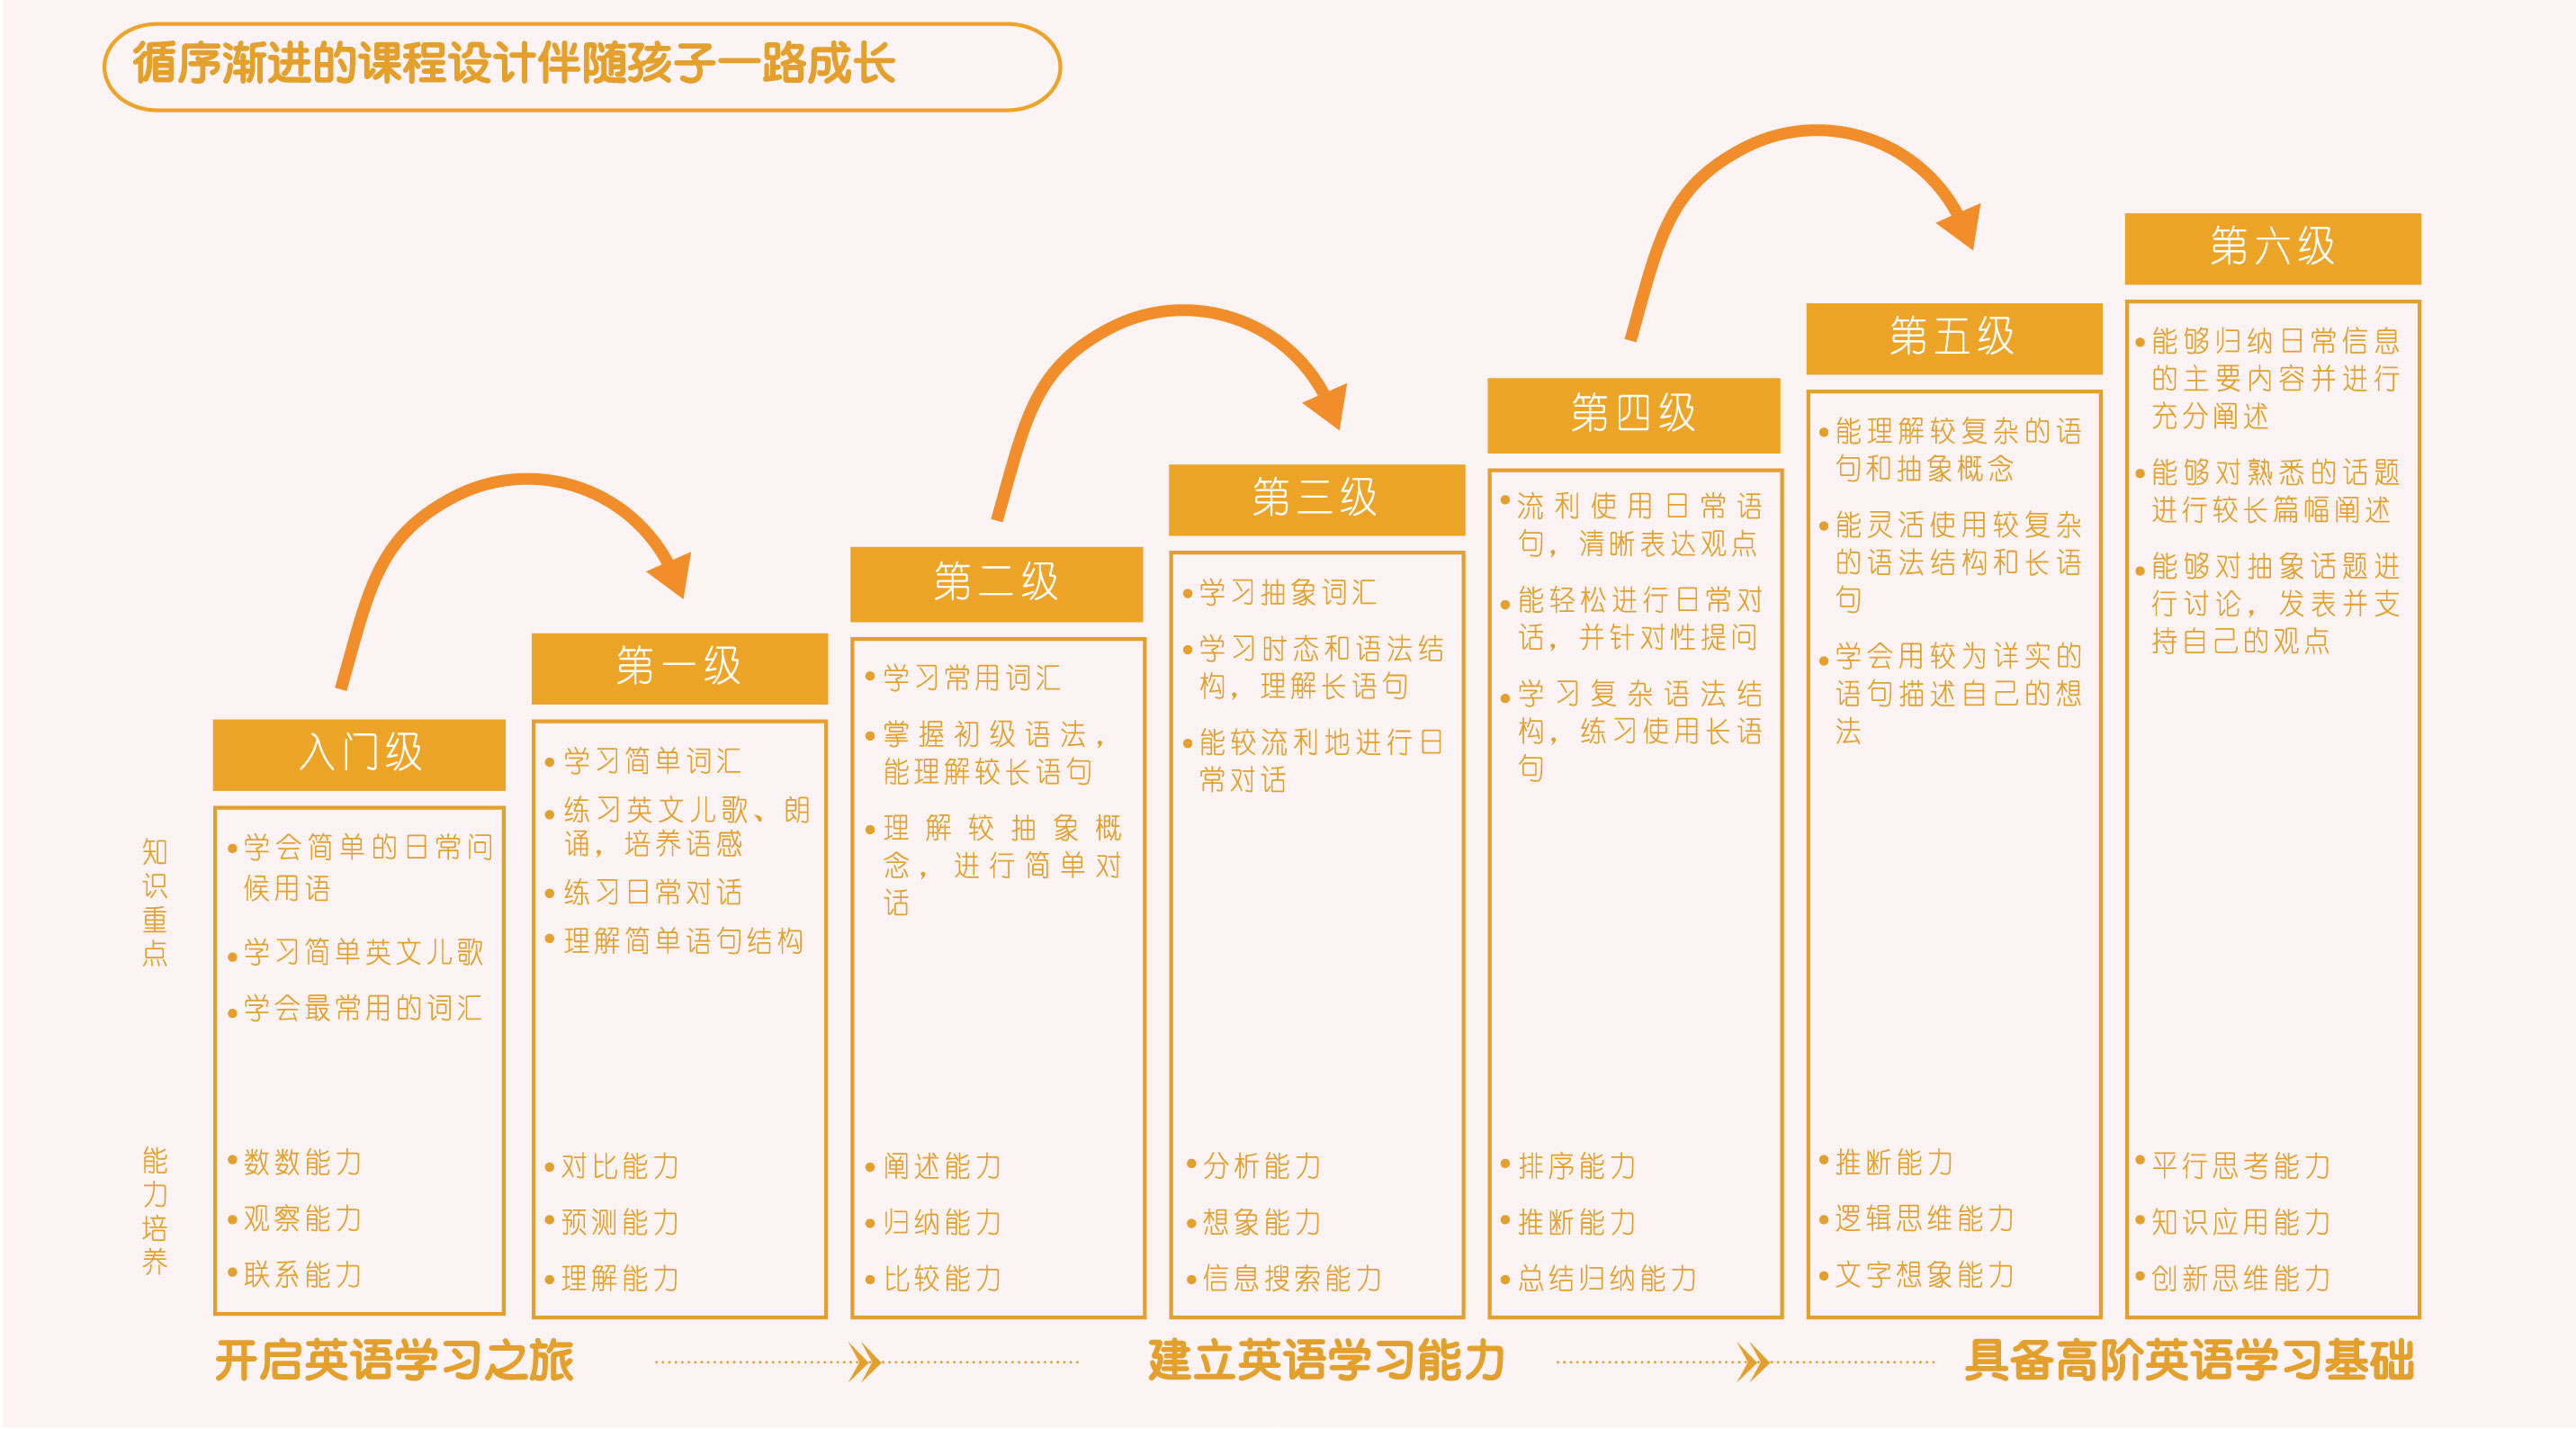 循序渐进的课程设计伴随孩子一路成长
知识重点
能力培养
入门级
学会简单的日常问
候用语
学习简单英文儿歌
学会最常用的词汇
数数能力
观察能力
联系能力
第一级
学习简单词汇
练习英文儿歌、朗
诵，培养语感
练习日常对话
理解简单语句结构
对比能力
预测能力
理解能力
第二级
学习常用词汇
掌握初级语法，
能理解较长语句
理解较抽象概
念，进行简单对
话
阐述能力
归纳能力
比较能力
第三级
学习抽象词汇
学习时态和语法结
构，理解长语句
能较流利地进行日
常对话
分析能力
想象能力
信息搜索能力
第四级
流利使用日常语
句，清晰表达观点
能轻松进行日常对
话，并针对性提问
学习复杂语法结
构，练习使用长语
句
排序能力
推断能力
总结归纳能力
第五级
能理解较复杂的语
句和抽象概念
能灵活使用较复杂
的语法结构和长语
句
学会用较为详实的
语句描述自己的想
法
推断能力
逻辑思维能力
文字想象能力
第六级
能够归纳日常信息
的主要内容并进行
充分阐述
能够对熟悉的话题
进行较长篇幅阐述
能够对抽象话题进
行讨论，发表并支
持自己的观点
平行思考能力
知识应用能力
创新思维能力
开启英语学习之旅
建立英语学习能力
具备高阶英语学习基础